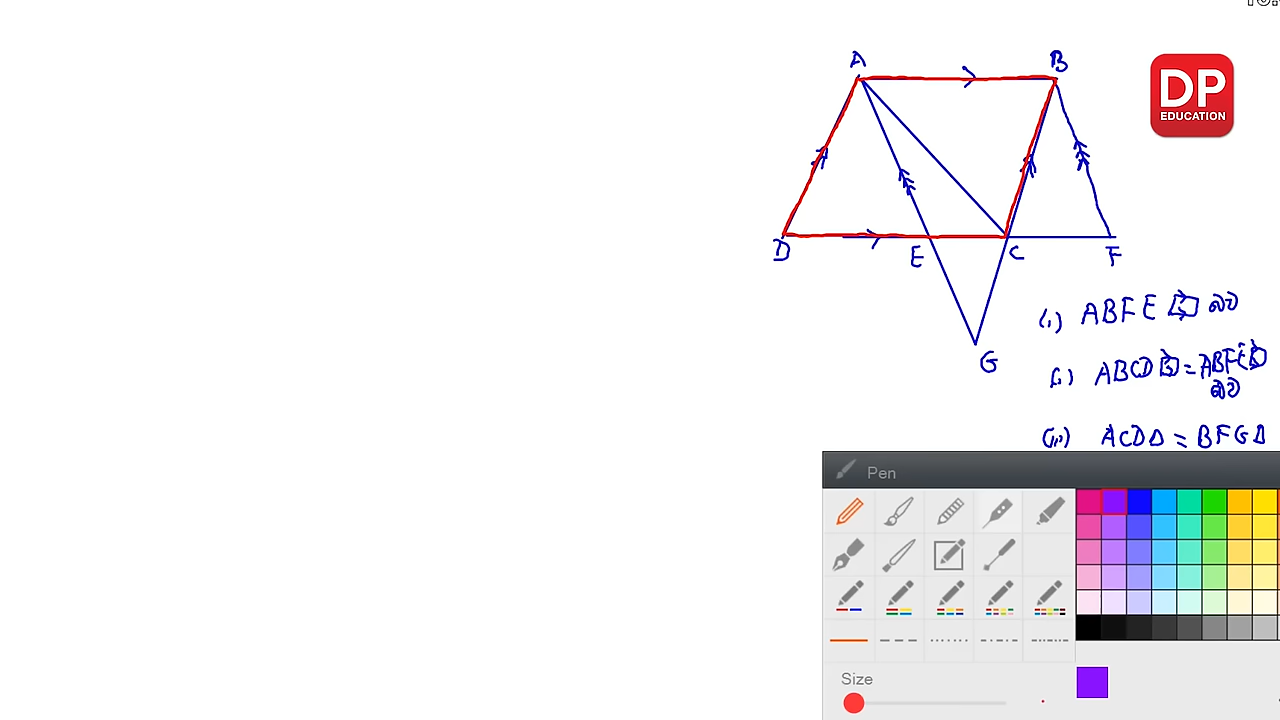 A B
DP
EDUCATION
D E C F
G
(i) ABFE බව
(ii) ABCD = ABFE
බව
(iii) ACD Δ = BFG Δ
Pen
Size